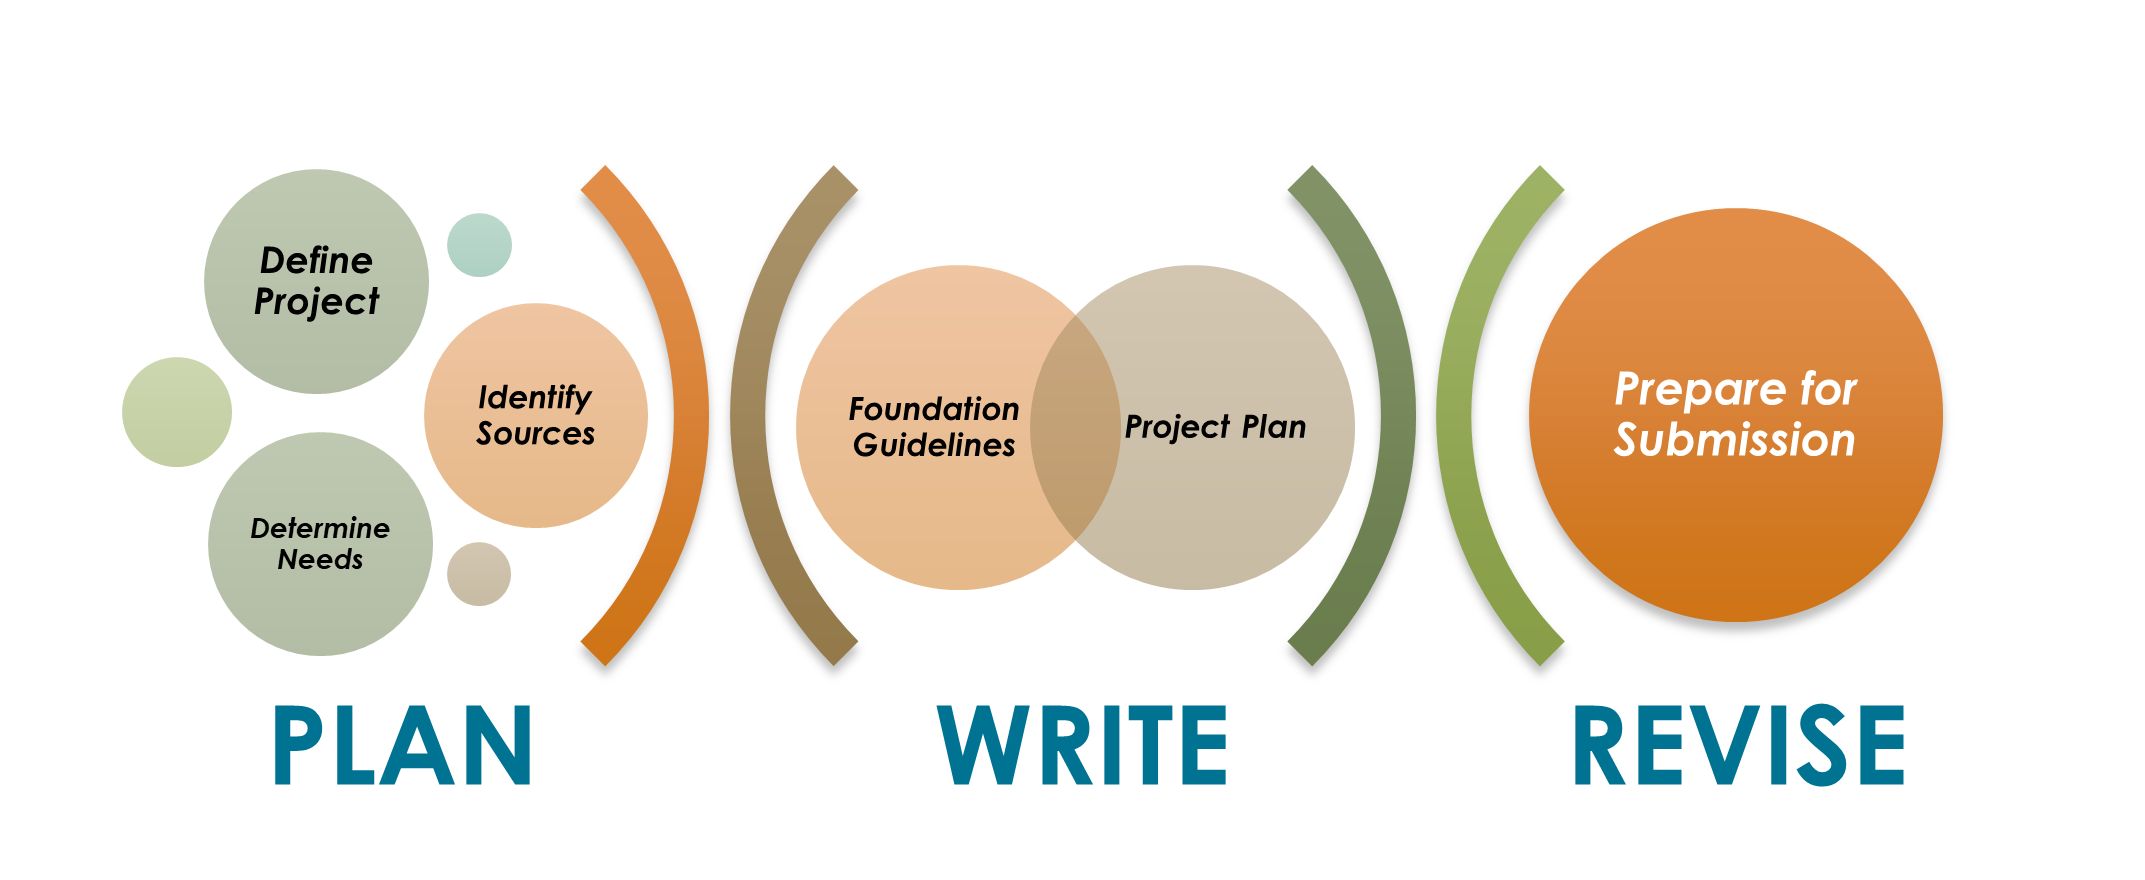 Define
Project
Identify
Sources
Determine
Needs
PLAN
Foundation
Guidelines
Project Plan
WRITE
Prepare for
Submission
REVISE